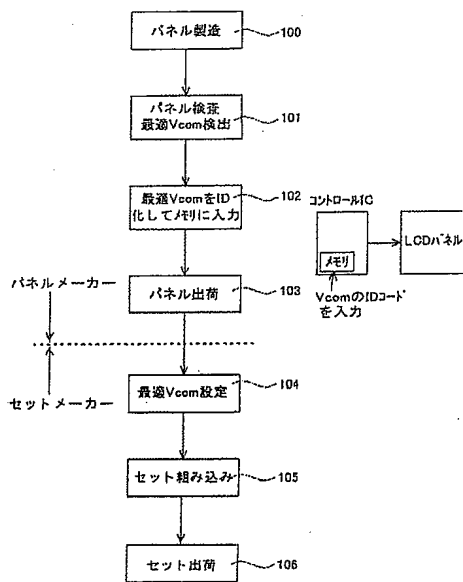 パネル製造
100
パネル検査
最適Vcom検出
101
最適VcomをID
化してメモリに入力
102
コントロールIC
メモリ
LCDパネル
VcomのIDコード
を入力
パネル出荷
103
パネルメーカー
セットメーカー
最適Vcom設定
104
セット組み込み
105
セット出荷
106